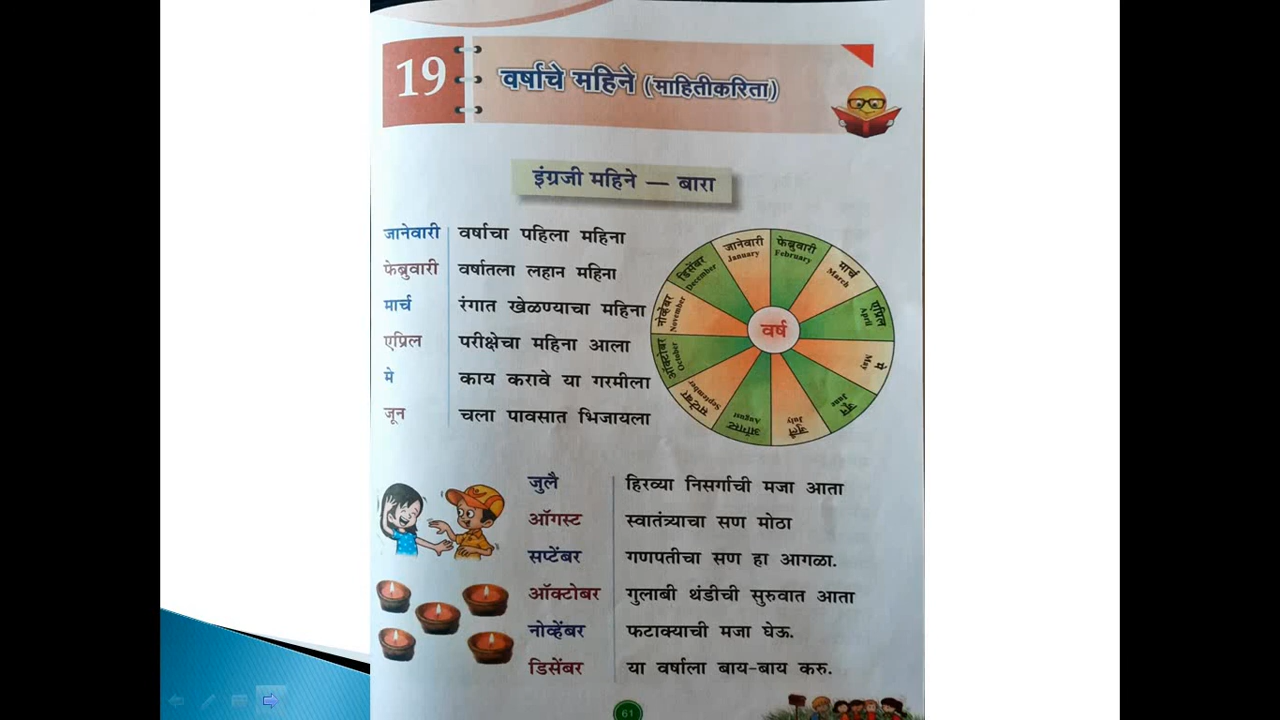 19
वर्षाचे महिने (माहितीकरिता)
इंग्रजी महिने — बारा
जानेवारी वर्षाचा पहिला महिना
फेब्रुवारी वर्षातला लहान महिना
मार्च रंगात खेळण्याचा महिना
एप्रिल परीक्षेचा महिना आला
मे काय करावे या गरमीला
जून चला पावसात भिजायला
वर्ष
जानेवारी
January
फेब्रुवारी
February
मार्च
March
एप्रिल
April
मे
May
जून
June
जुलै
July
ऑगस्ट
August
सप्टेंबर
September
ऑक्टोबर
October
नोव्हेंबर
November
डिसेंबर
December
जुलै हिरव्या निसर्गाची मजा आता
ऑगस्ट स्वातंत्र्याचा सण मोठा
सप्टेंबर गणपतीचा सण हा आगळा.
ऑक्टोबर गुलाबी थंडीची सुरुवात आता
नोव्हेंबर फटाक्याची मजा घेऊ.
डिसेंबर या वर्षाला बाय-बाय करु.
61